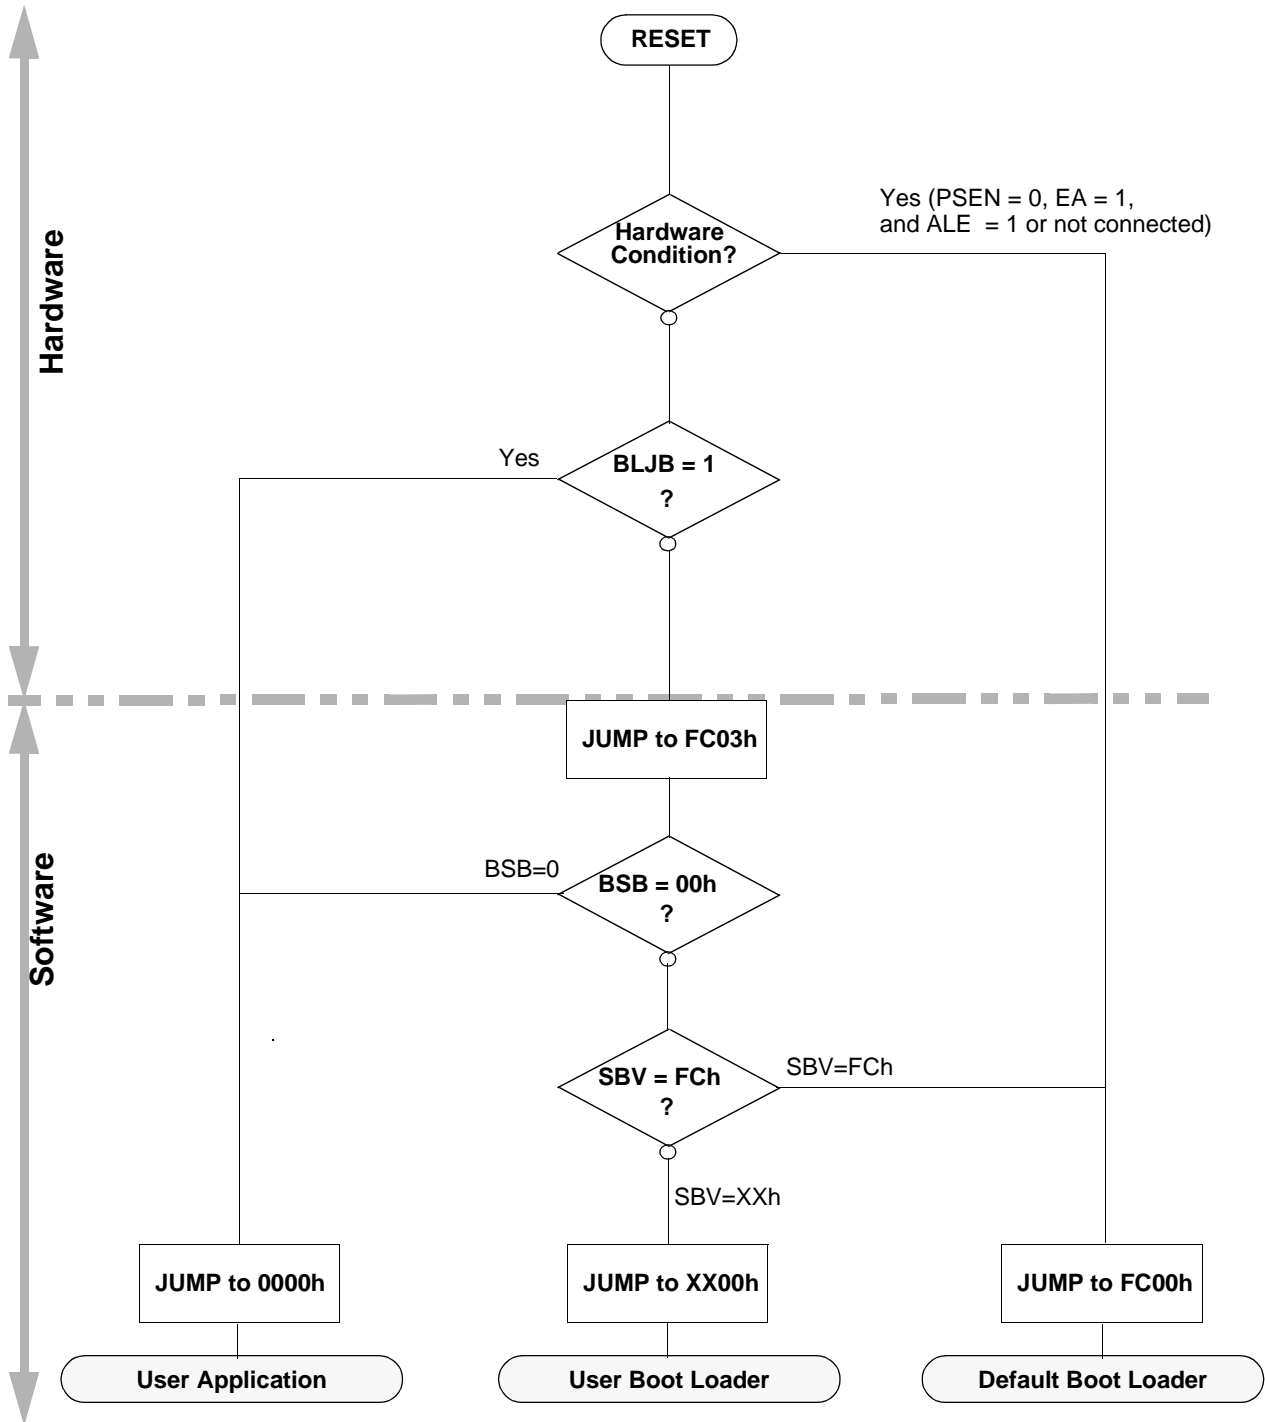 RESET
Yes (PSEN = 0, EA = 1,
and ALE  = 1 or not connected)
Hardware
Condition?
Hardware
Yes
BLJB = 1
?
JUMP to FC03h
Software
BSB=0
BSB = 00h
?
SBV=FCh
SBV = FCh
?
SBV=XXh
JUMP to 0000h
JUMP to XX00h
JUMP to FC00h
User Application
User Boot Loader
Default Boot Loader